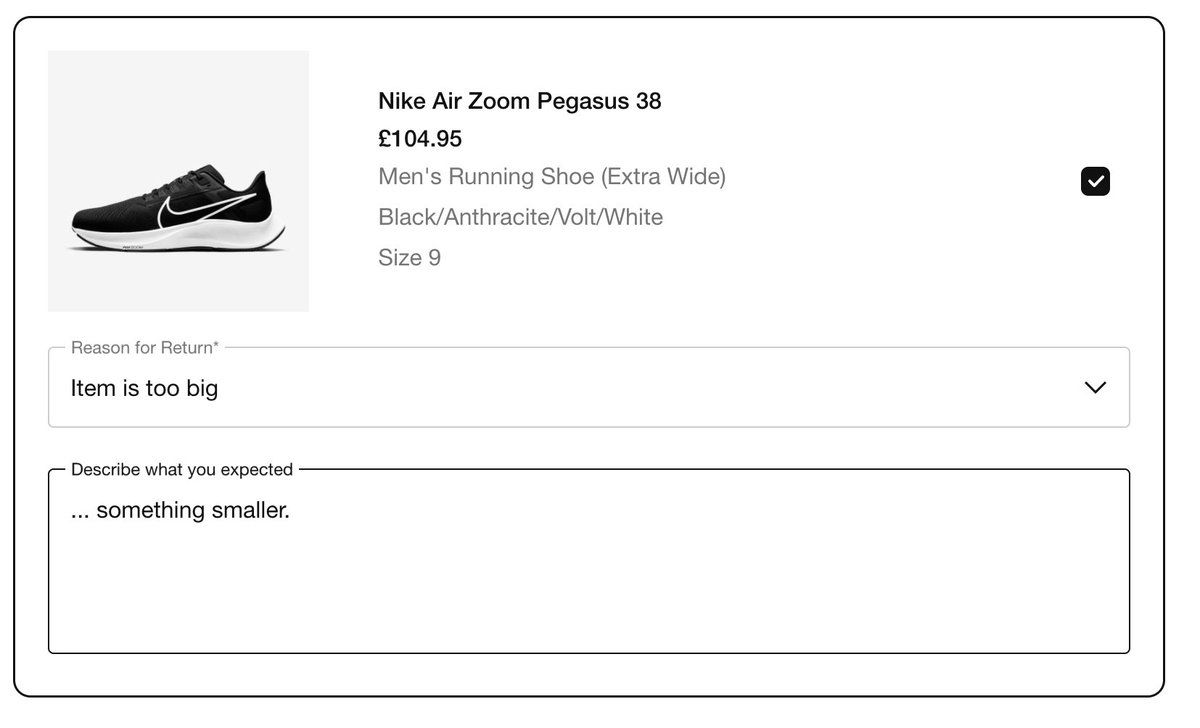 Nike Air Zoom Pegasus 38
£104.95
Men's Running Shoe (Extra Wide)
Black/Anthracite/Volt/White
Size 9
Reason for Return*
Item is too big
Describe what you expected
... something smaller.